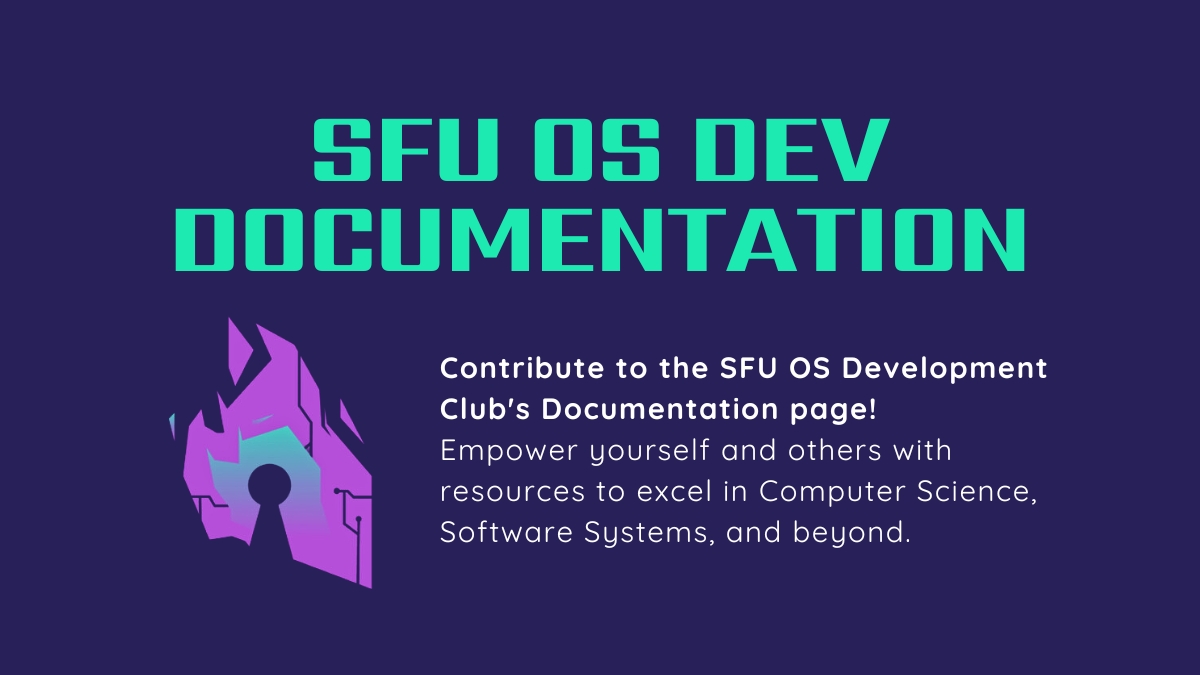 SFU OS DEV
DOCUMENTATION
Contribute to the SFU OS Development
Club's Documentation page!
Empower yourself and others with
resources to excel in Computer Science,
Software Systems, and beyond.